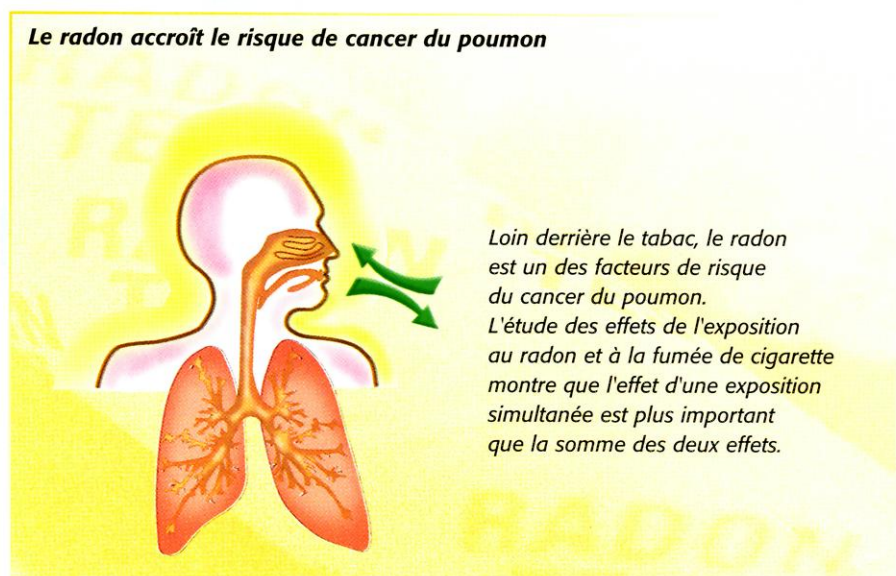 Le radon accroît le risque de cancer du poumon
Loin derrière le tabac, le radon
est un des facteurs de risque
du cancer du poumon.
L'étude des effets de l'exposition
au radon et à la fumée de cigarette
montre que l'effet d'une exposition
simultanée est plus important
que la somme des deux effets.
RADON